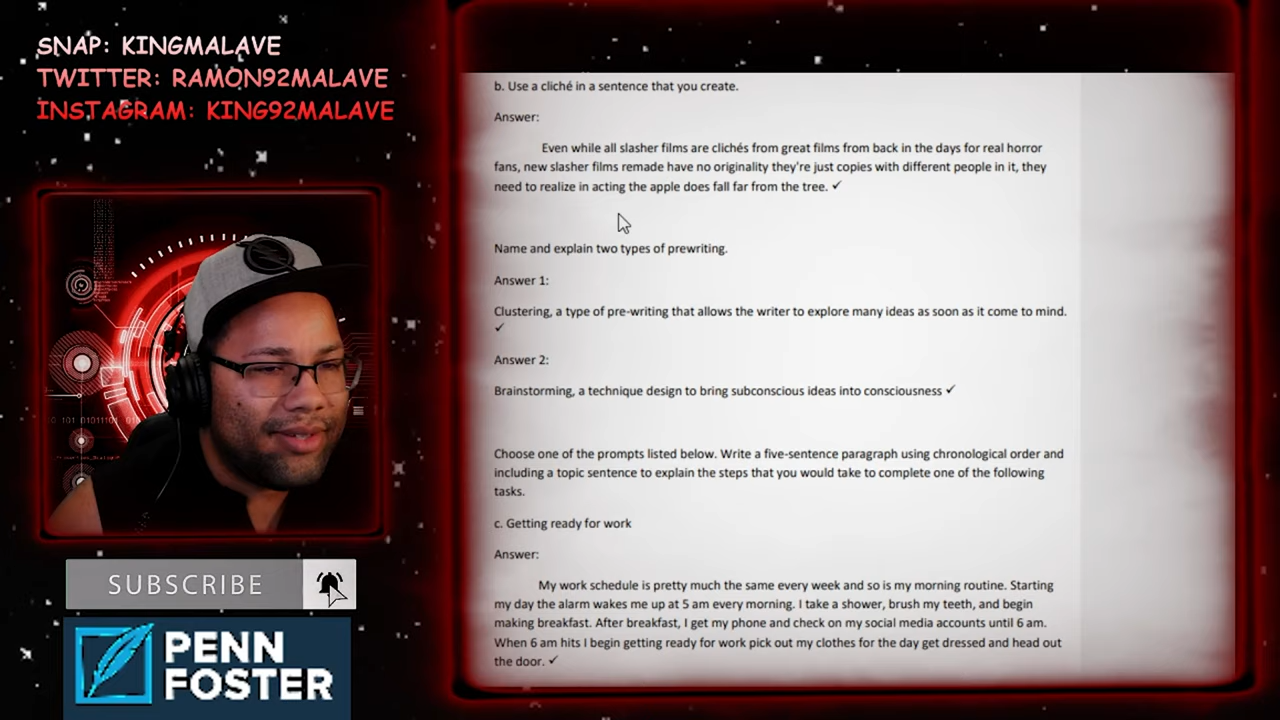 SNAP: KINGMALAVE
TWITTER: RAMON92MALAVE
INSTAGRAM: KING92MALAVE
b. Use a cliché in a sentence that you create.
Answer:
Even while all slasher films are clichés from great films from back in the days for real horror
fans, new slasher films remade have no originality they're just copies with different people in it, they
need to realize in acting the apple does fall far from the tree. ✓
Name and explain two types of prewriting.
Answer 1:
Clustering, a type of pre-writing that allows the writer to explore many ideas as soon as it come to mind.
✓
Answer 2:
Brainstorming, a technique design to bring subconscious ideas into consciousness ✓
Choose one of the prompts listed below. Write a five-sentence paragraph using chronological order and
including a topic sentence to explain the steps that you would take to complete one of the following
tasks.
c. Getting ready for work
Answer:
My work schedule is pretty much the same every week and so is my morning routine. Starting
my day the alarm wakes me up at 5 am every morning. I take a shower, brush my teeth, and begin
making breakfast. After breakfast, I get my phone and check on my social media accounts until 6 am.
When 6 am hits I begin getting ready for work pick out my clothes for the day get dressed and head out
the door. ✓
SUBSCRIBE
PENN
FOSTER